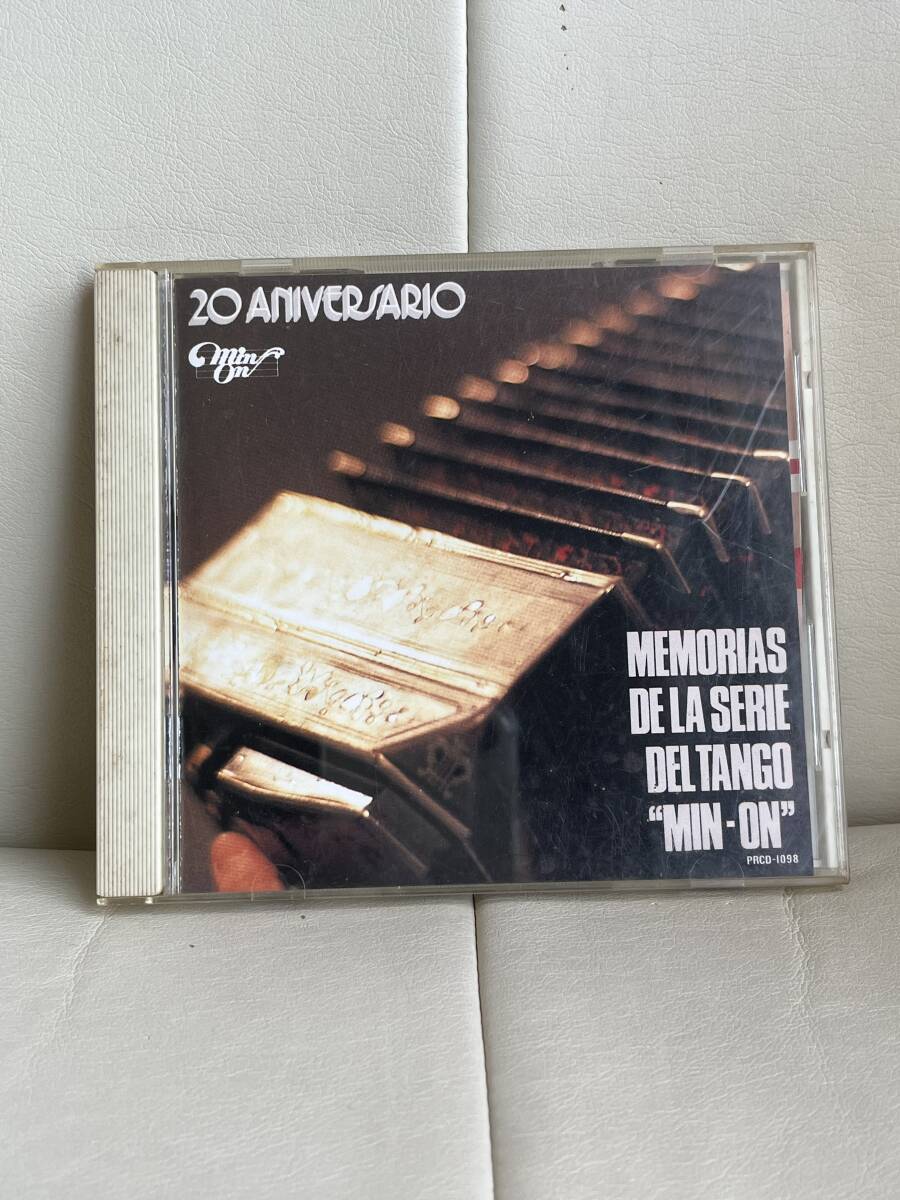 20 ANIVERSARIO
Min
On
MEMORIAS
DE LA SERIE
DEL TANGO
“MIN-ON”
PRCD-1098